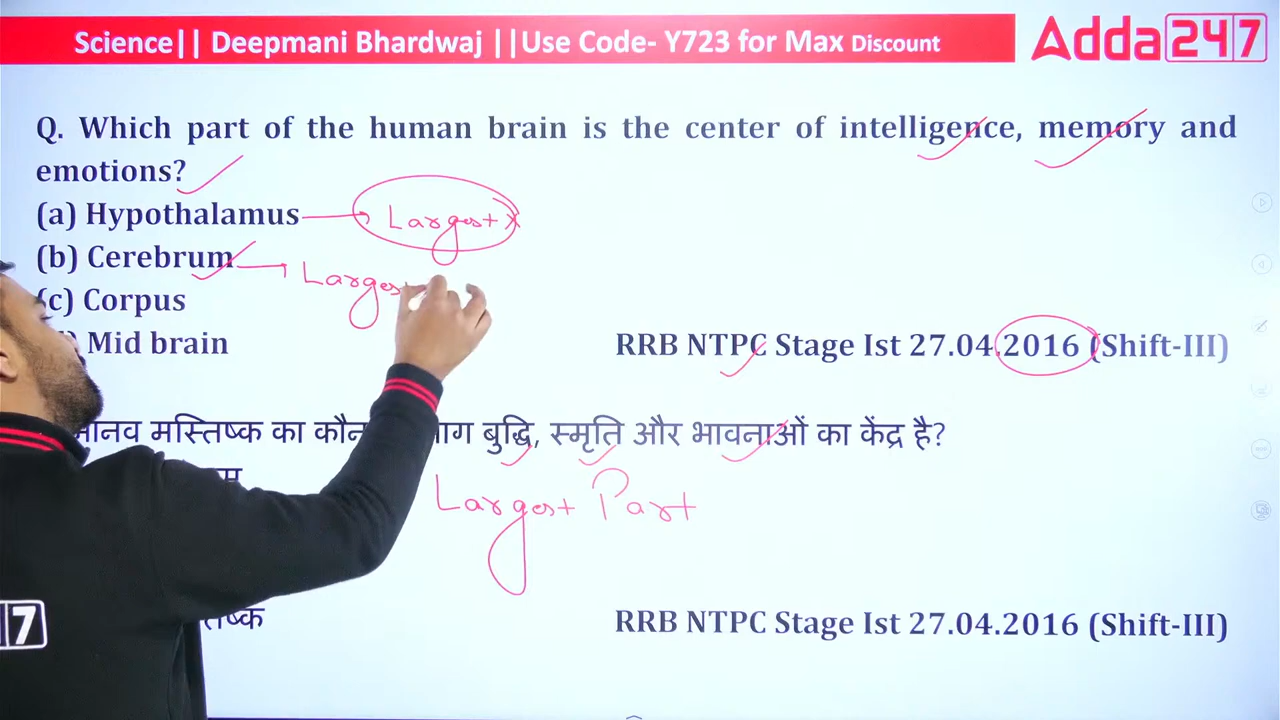 Science|| Deepmani Bhardwaj ||Use Code- Y723 for Max Discount
Adda247
Q. Which part of the human brain is the center of intelligence, memory and
emotions?
(a) Hypothalamus → Largest x
(b) Cerebrum → Larges
(c) Corpus
Mid brain
RRB NTPC Stage Ist 27.04.2016 (Shift-III)
मानव मस्तिष्क का बुद्धि, स्मृति और भावनाओं का केंद्र है?
Largest Part
RRB NTPC Stage Ist 27.04.2016 (Shift-III)
7